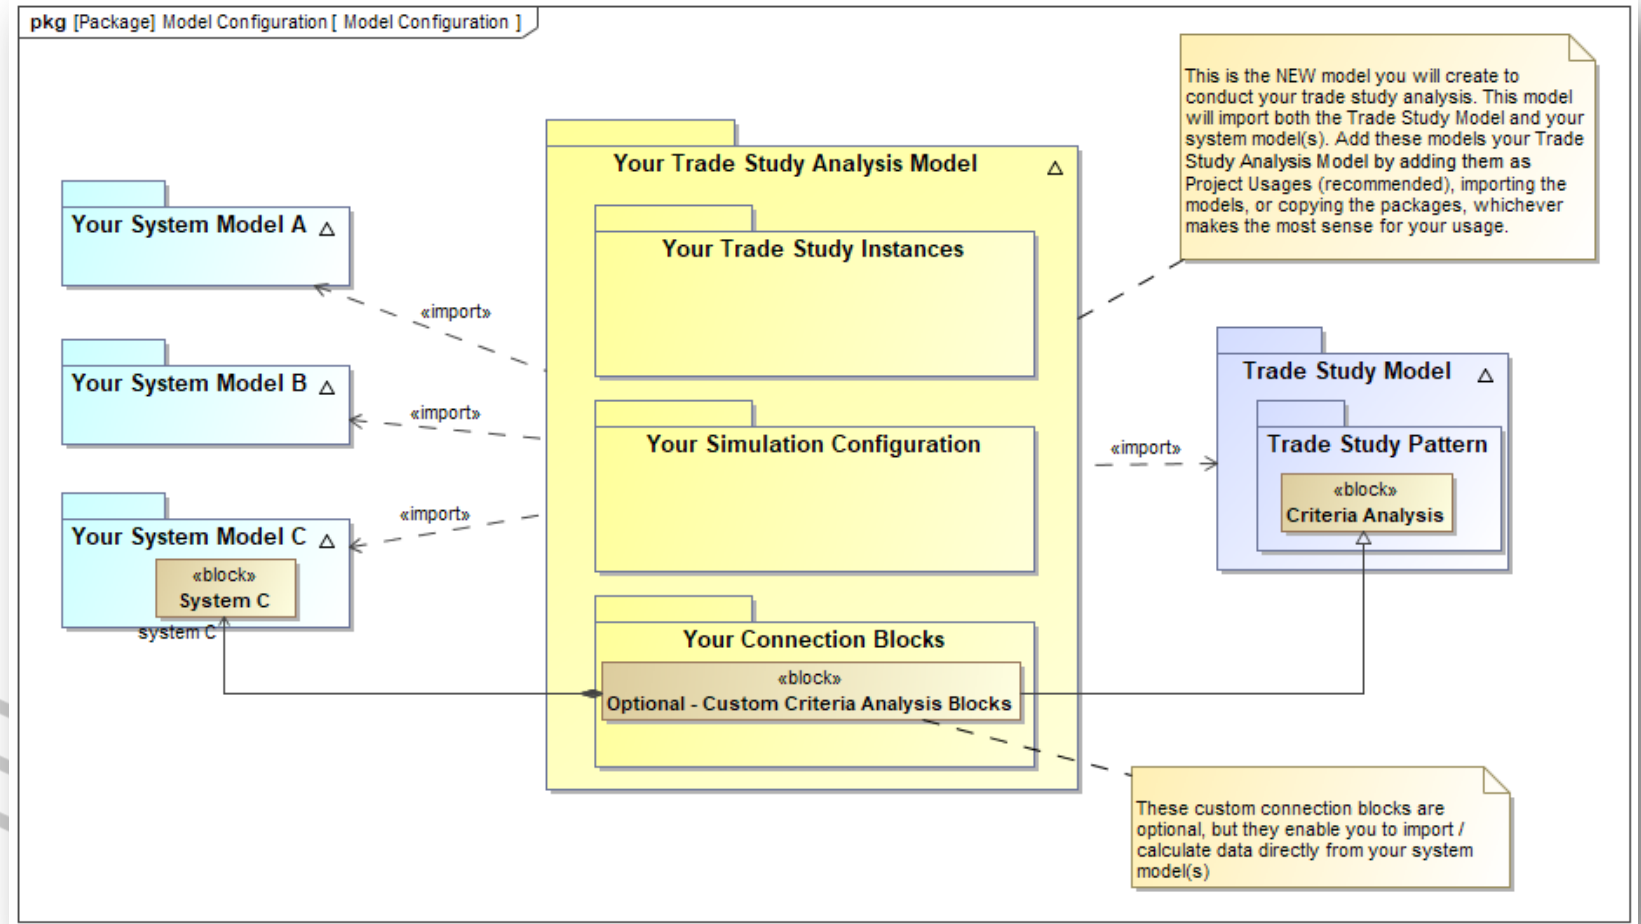 pkg [Package] Model Configuration [ Model Configuration ]
This is the NEW model you will create to
conduct your trade study analysis. This model
will import both the Trade Study Model and your
system model(s). Add these models your Trade
Study Analysis Model by adding them as
Project Usages (recommended), importing the
models, or copying the packages, whichever
makes the most sense for your usage.
Your Trade Study Analysis Model
Your System Model A
Your Trade Study Instances
«import»
Your System Model B
«import»
Trade Study Model
Your Simulation Configuration
«import»
Trade Study Pattern
«block»
Criteria Analysis
«import»
Your System Model C
«block»
System C
system C
Your Connection Blocks
«block»
Optional - Custom Criteria Analysis Blocks
These custom connection blocks are
optional, but they enable you to import /
calculate data directly from your system
model(s)